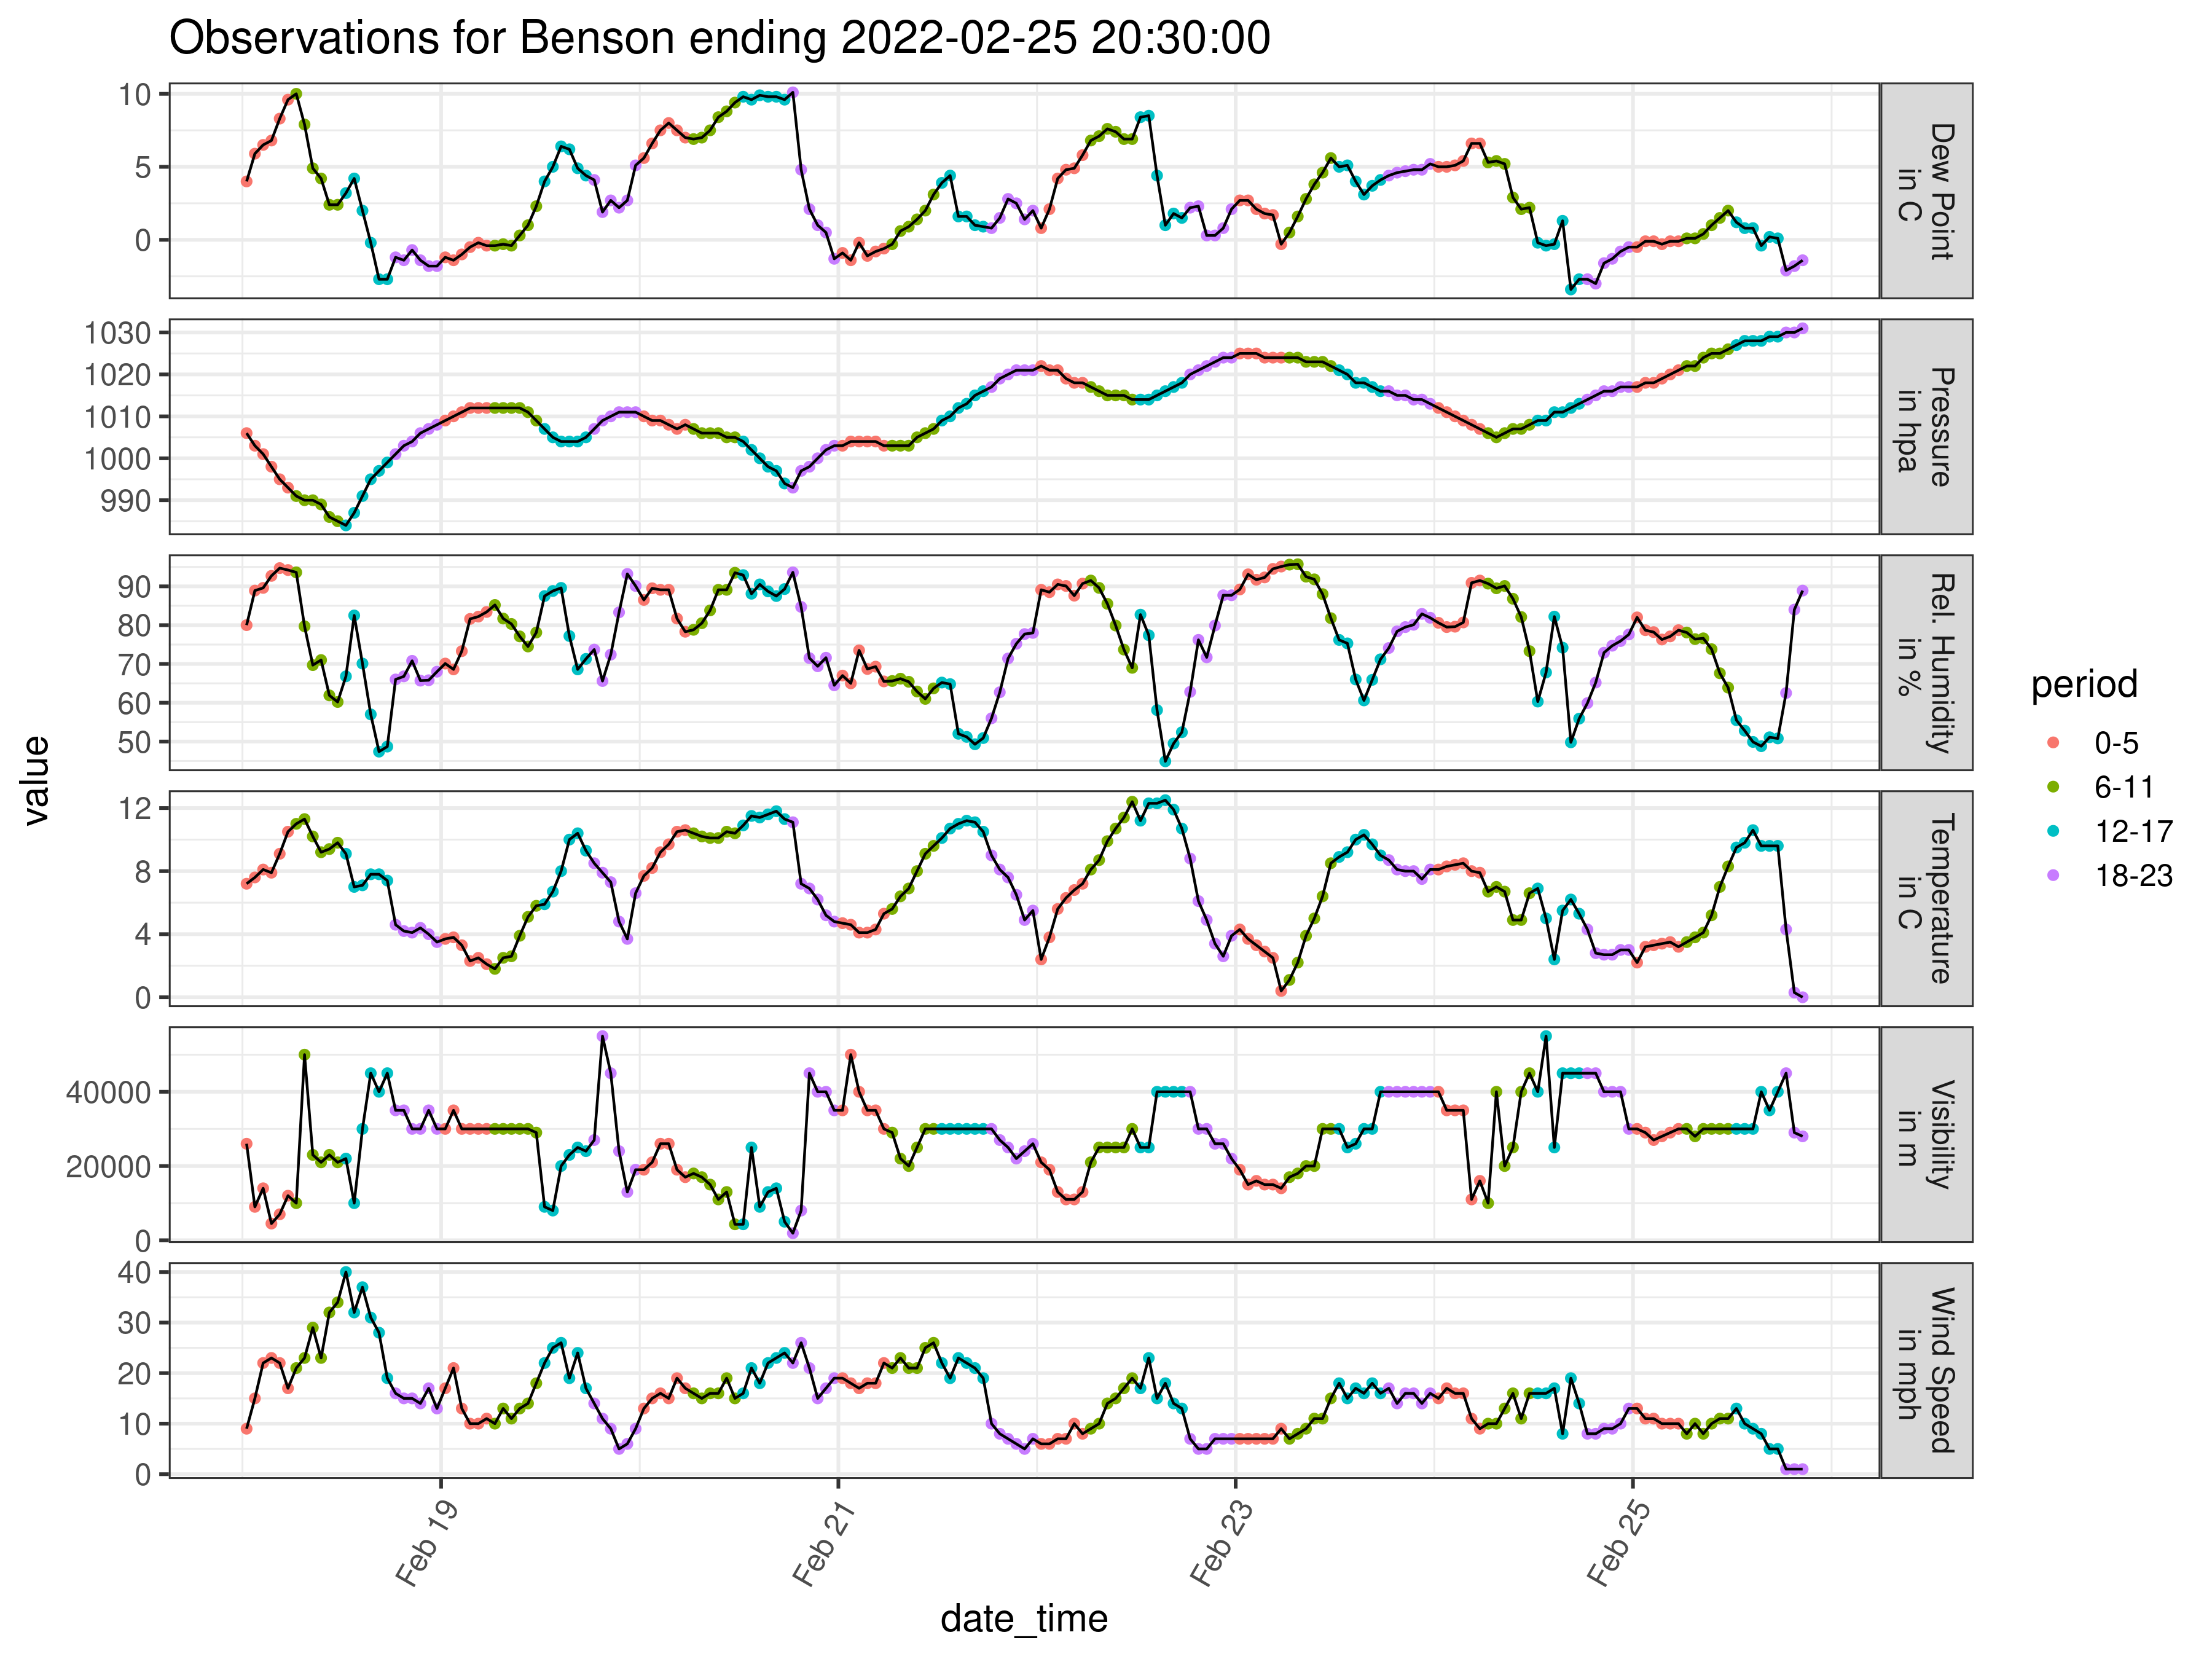 Observations for Benson ending 2022-02-25 20:30:00
10
5
0
Dew Point
in C
1030
1020
1010
1000
990
Pressure
in hpa
90
80
70
60
50
Rel. Humidity
in %
12
8
4
0
Temperature
in C
40000
20000
0
Visibility
in m
40
30
20
10
0
Wind Speed
in mph
value
Feb 19
Feb 21
Feb 23
Feb 25
date_time
period
0-5
6-11
12-17
18-23